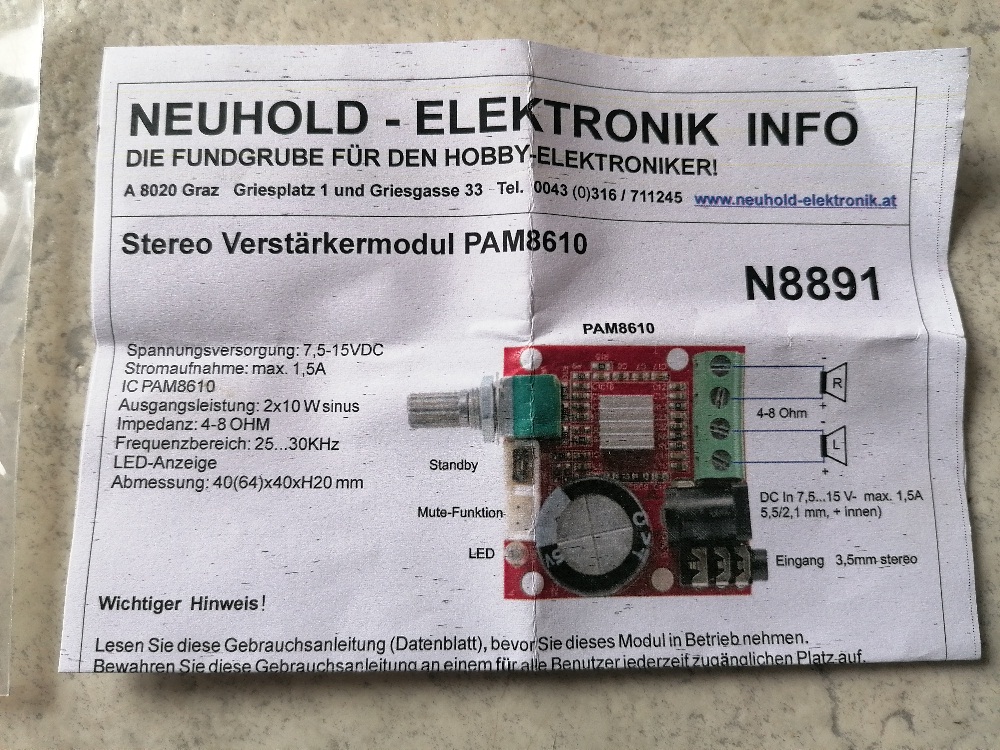 NEUHOLD - ELEKTRONIK INFO
DIE FUNDGRUBE FÜR DEN HOBBY-ELEKTRONIKER!
A 8020 Graz Griesplatz 1 und Griesgasse 33 Tel. 0043 (0)316 / 711245 www.neuhold-elektronik.at
Stereo Verstärkermodul PAM8610
N8891
PAM8610
Spannungsversorgung: 7,5-15VDC
Stromaufnahme: max. 1,5A
IC PAM8610
Ausgangsleistung: 2x10 W sinus
Impedanz: 4-8 OHM
Frequenzbereich: 25...30KHz
LED-Anzeige
Abmessung: 40(64)x40xH20 mm
Standby
Mute-Funktion
LED
R
+
4-8 Ohm
+
L
+
DC In 7,5...15 V- max. 1,5A
5,5/2,1 mm, + innen)
Eingang 3,5mm stereo
Wichtiger Hinweis!
Lesen Sie diese Gebrauchsanleitung (Datenblatt), bevor Sie dieses Modul in Betrieb nehmen.
Bewahren Sie diese Gebrauchsanleitung an einem für alle Benutzer jederzeit zugänglichen Platz auf.